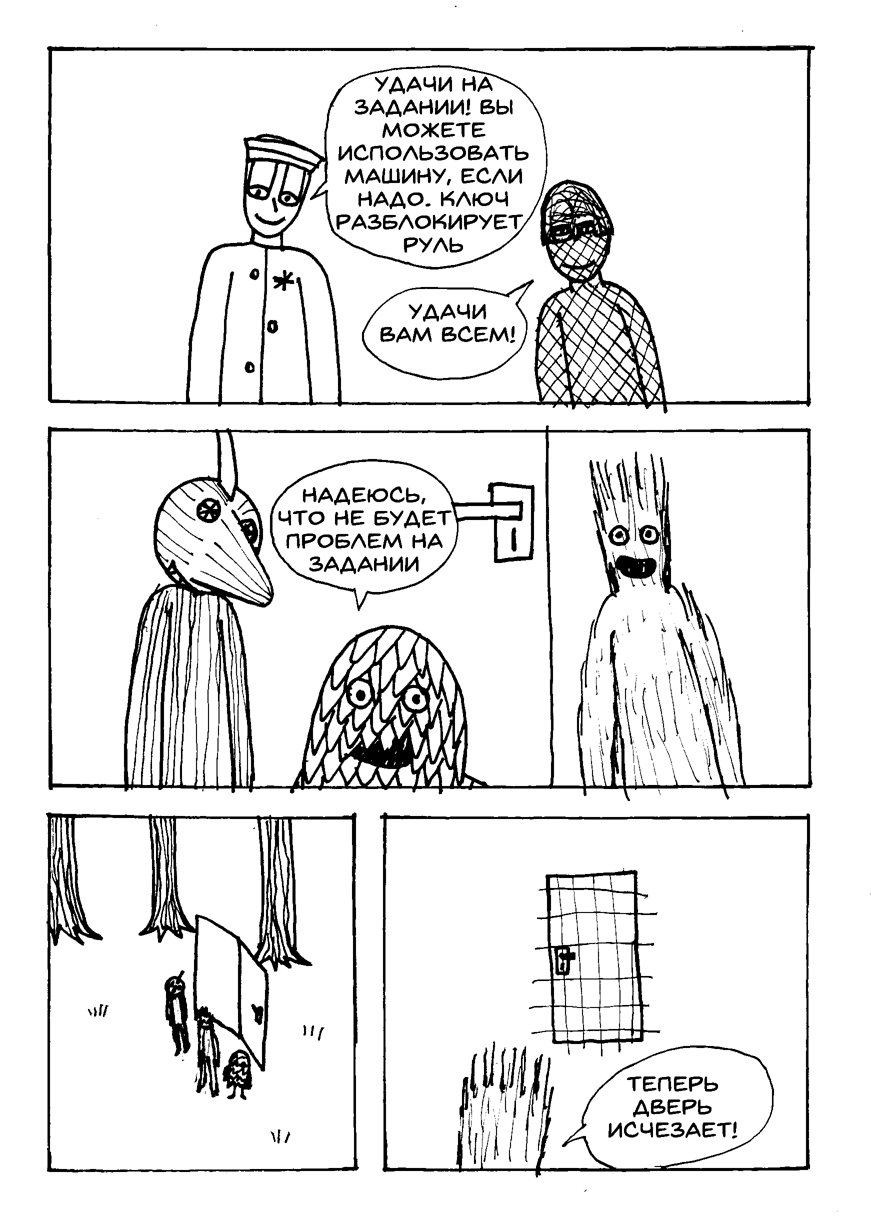 УДАЧИ НА
ЗАДАНИИ! ВЫ
МОЖЕТЕ
ИСПОЛЬЗОВАТЬ
МАШИНУ, ЕСЛИ
НАДО. КЛЮЧ
РАЗБЛОКИРУЕТ
РУЛЬ
УДАЧИ
ВАМ ВСЕМ!
НАДЕЮСЬ,
ЧТО НЕ БУДЕТ
ПРОБЛЕМ НА
ЗАДАНИИ
ТЕПЕРЬ
ДВЕРЬ
ИСЧЕЗАЕТ!